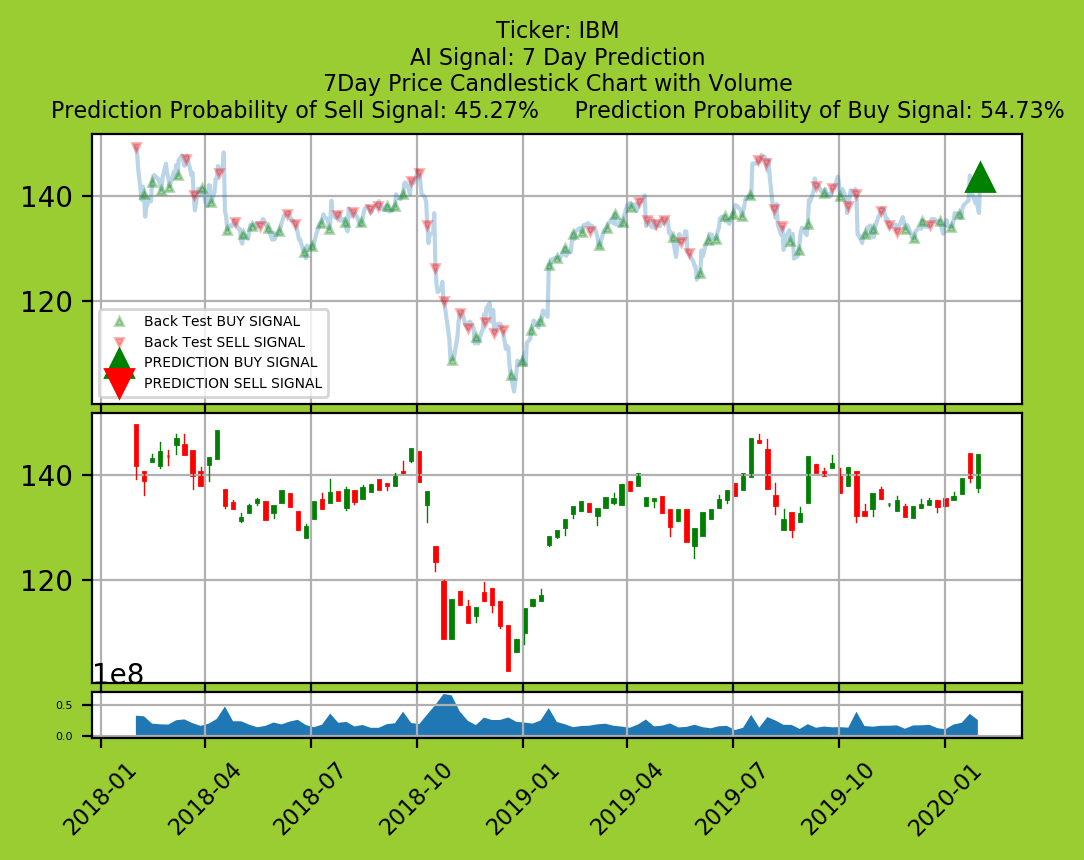 Ticker: IBM
AI Signal: 7 Day Prediction
7Day Price Candlestick Chart with Volume
Prediction Probability of Sell Signal: 45.27% Prediction Probability of Buy Signal: 54.73%
140
120
Back Test BUY SIGNAL
Back Test SELL SIGNAL
PREDICTION BUY SIGNAL
PREDICTION SELL SIGNAL
140
120
1e8
0.5
0.0
2018-01 2018-04 2018-07 2018-10 2019-01 2019-04 2019-07 2019-10 2020-01